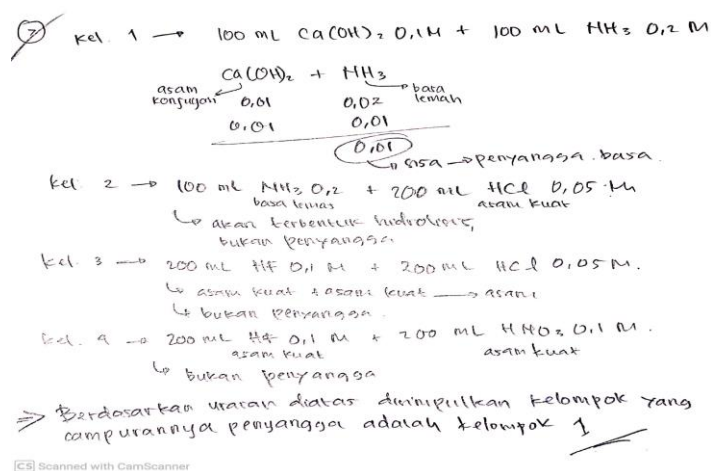 7 Kel. 1 → 100 mL Ca(OH)₂ 0,1M + 100 mL NH₃ 0,2 M
Ca(OH)₂ + NH₃
asam konjugasi basa lemah
0,01 0,02
0,01 0,01
0,01
↳ sisa → penyangga basa
Kel. 2 → 100 mL NH₃ 0,2 + 200 mL HCl 0,05 M
basa lemas asam kuat
↳ akan terbentuk hidrolisis,
bukan penyangga
Kel. 3 → 200 mL HF 0,1 M + 200 mL HCl 0,05 M.
↳ asam kuat + asam kuat → asam
↳ bukan penyangga
Kel. 4 → 200 mL HF 0,1 M + 200 mL HNO₃ 0,1 M.
asam kuat asam kuat
↳ bukan penyangga
⇒ Berdasarkan uraian diatas disimpulkan kelompok yang
campurannya penyangga adalah kelompok 1
CS Scanned with CamScanner